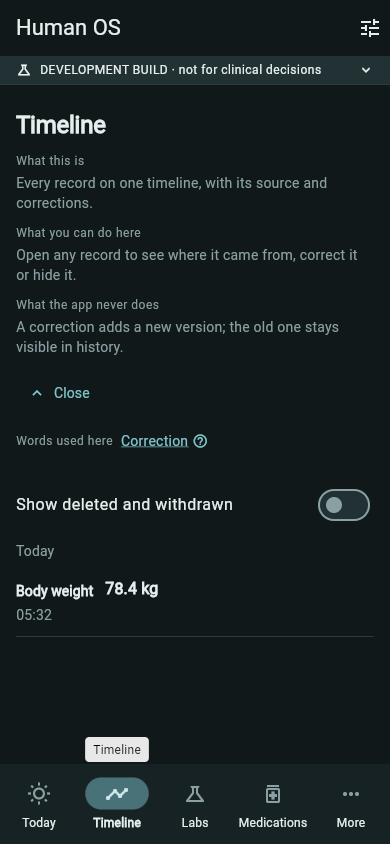 Human OS
DEVELOPMENT BUILD · not for clinical decisions
Timeline
What this is
Every record on one timeline, with its source and
corrections.
What you can do here
Open any record to see where it came from, correct it
or hide it.
What the app never does
A correction adds a new version; the old one stays
visible in history.
Close
Words used here Correction ?
Show deleted and withdrawn
Today
Body weight 78.4 kg
05:32
Timeline
Today Timeline Labs Medications More